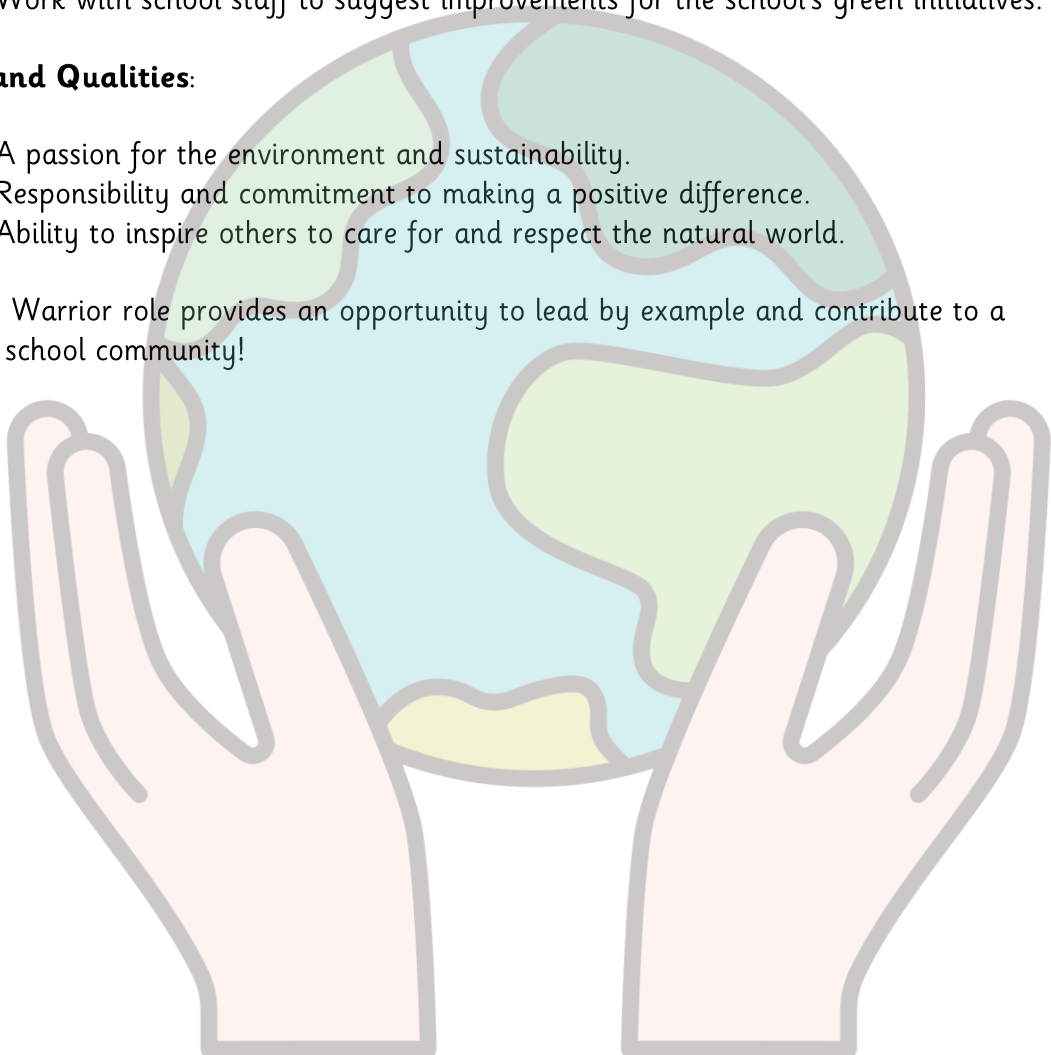 Work with school staff to suggest improvements for the school's green initiatives.
and Qualities:
A passion for the environment and sustainability.
Responsibility and commitment to making a positive difference.
Ability to inspire others to care for and respect the natural world.
Warrior role provides an opportunity to lead by example and contribute to a
school community!